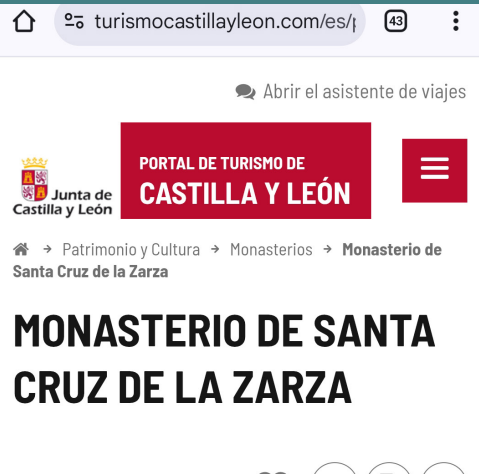 turismocastillayleon.com/es/p
43
Abrir el asistente de viajes
Junta de
Castilla y León
PORTAL DE TURISMO DE
CASTILLA Y LEÓN
Patrimonio y Cultura → Monasterios → Monasterio de
Santa Cruz de la Zarza
MONASTERIO DE SANTA
CRUZ DE LA ZARZA